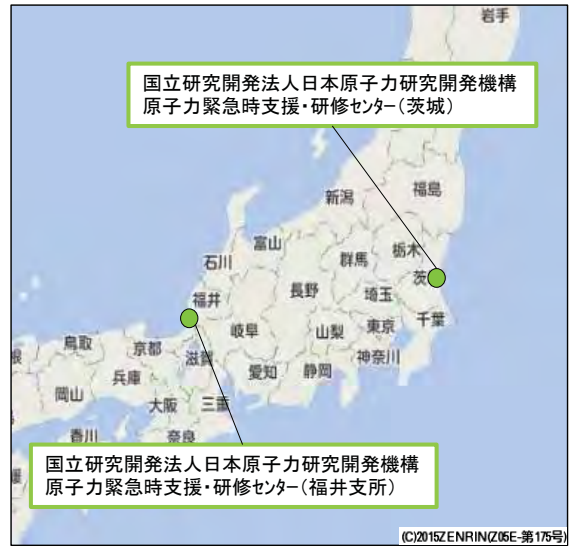 岩手
国立研究開発法人日本原子力研究開発機構
原子力緊急時支援・研修センター(茨城)
新潟
福島
石川
富山
群馬
栃木
茨
福井
長野
埼玉
岐阜
山梨
東京
千葉
鳥取
京都
滋賀
愛知
静岡
神奈川
兵庫
岡山
大阪
三重
香川
奈良
国立研究開発法人日本原子力研究開発機構
原子力緊急時支援・研修センター(福井支所)
(C)2015ZENRIN(Z05E-第175号)